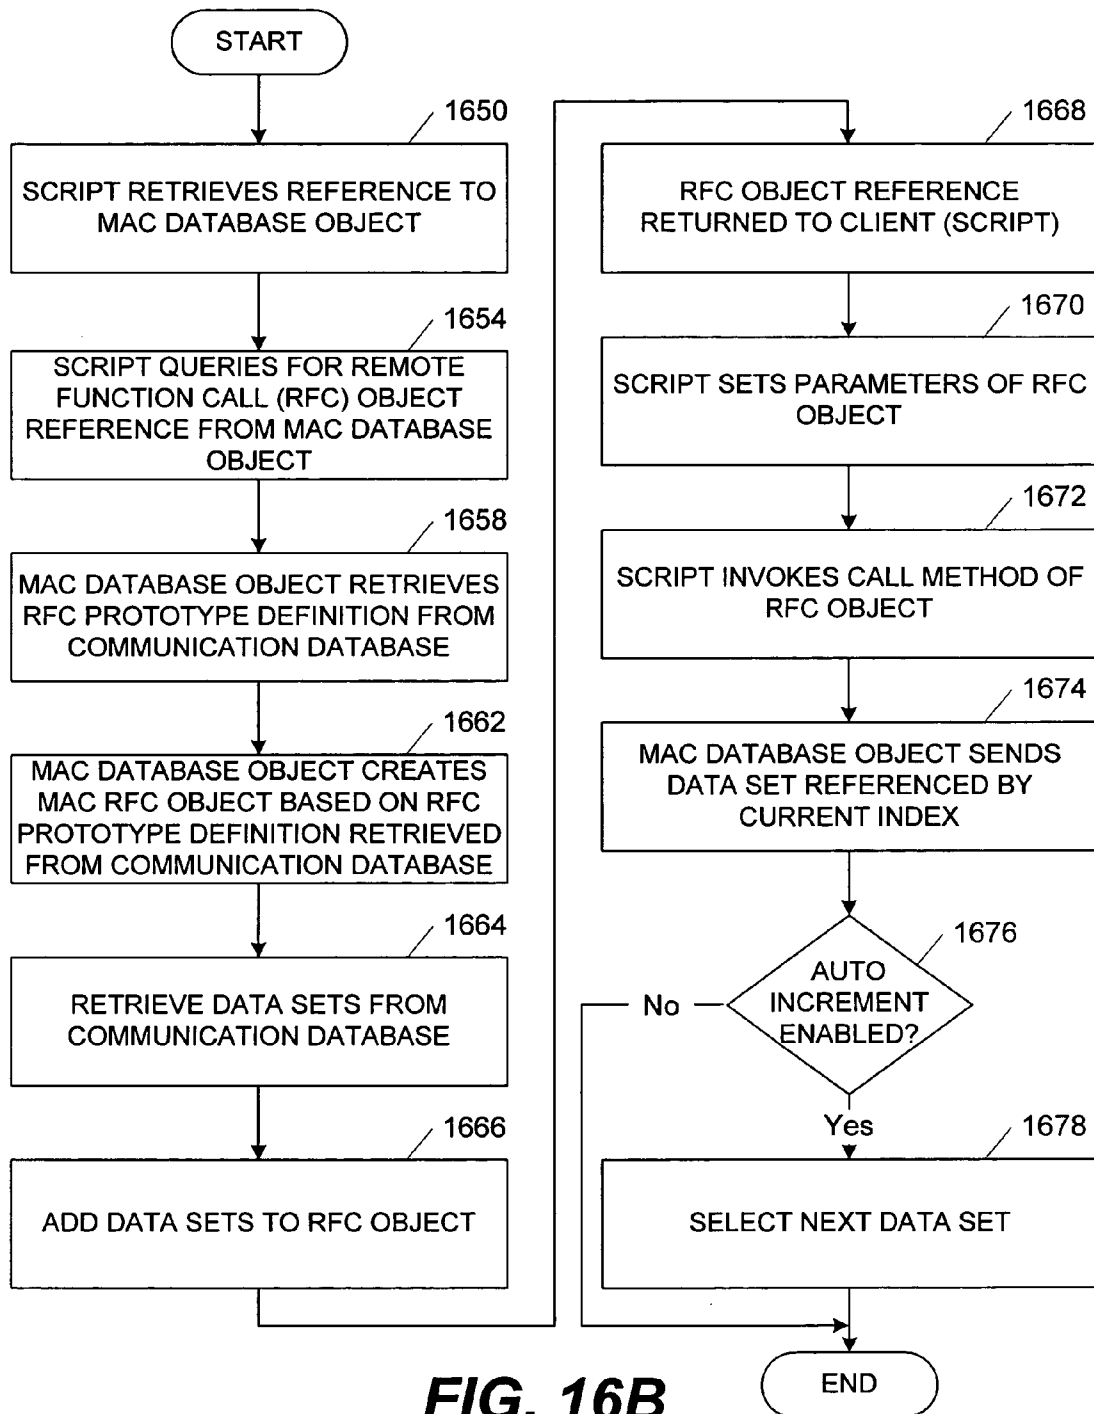 START
1650
SCRIPT RETRIEVES REFERENCE TO
MAC DATABASE OBJECT
1654
SCRIPT QUERIES FOR REMOTE
FUNCTION CALL (RFC) OBJECT
REFERENCE FROM MAC DATABASE
OBJECT
1658
MAC DATABASE OBJECT RETRIEVES
RFC PROTOTYPE DEFINITION FROM
COMMUNICATION DATABASE
1662
MAC DATABASE OBJECT CREATES
MAC RFC OBJECT BASED ON RFC
PROTOTYPE DEFINITION RETRIEVED
FROM COMMUNICATION DATABASE
1664
RETRIEVE DATA SETS FROM
COMMUNICATION DATABASE
1666
ADD DATA SETS TO RFC OBJECT
1668
RFC OBJECT REFERENCE
RETURNED TO CLIENT (SCRIPT)
1670
SCRIPT SETS PARAMETERS OF RFC
OBJECT
1672
SCRIPT INVOKES CALL METHOD OF
RFC OBJECT
1674
MAC DATABASE OBJECT SENDS
DATA SET REFERENCED BY
CURRENT INDEX
1676
AUTO
INCREMENT
ENABLED?
No
Yes
1678
SELECT NEXT DATA SET
END
FIG. 16B